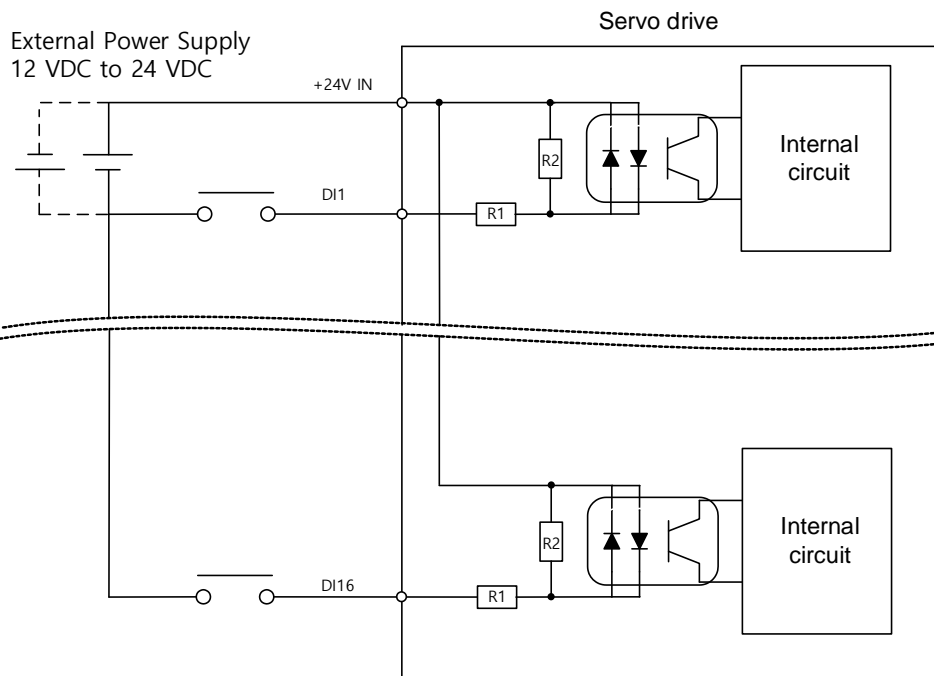 Servo drive
External Power Supply
12 VDC to 24 VDC
+24V IN
R2
Internal
circuit
DI1
R1
R2
Internal
circuit
DI16
R1